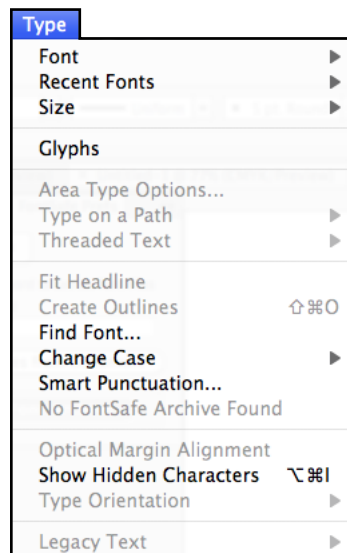 Type
Font
Recent Fonts
Size
Glyphs
Area Type Options...
Type on a Path
Threaded Text
Fit Headline
Create Outlines ⇧⌘O
Find Font...
Change Case
Smart Punctuation...
No FontSafe Archive Found
Optical Margin Alignment
Show Hidden Characters ⌥⌘I
Type Orientation
Legacy Text